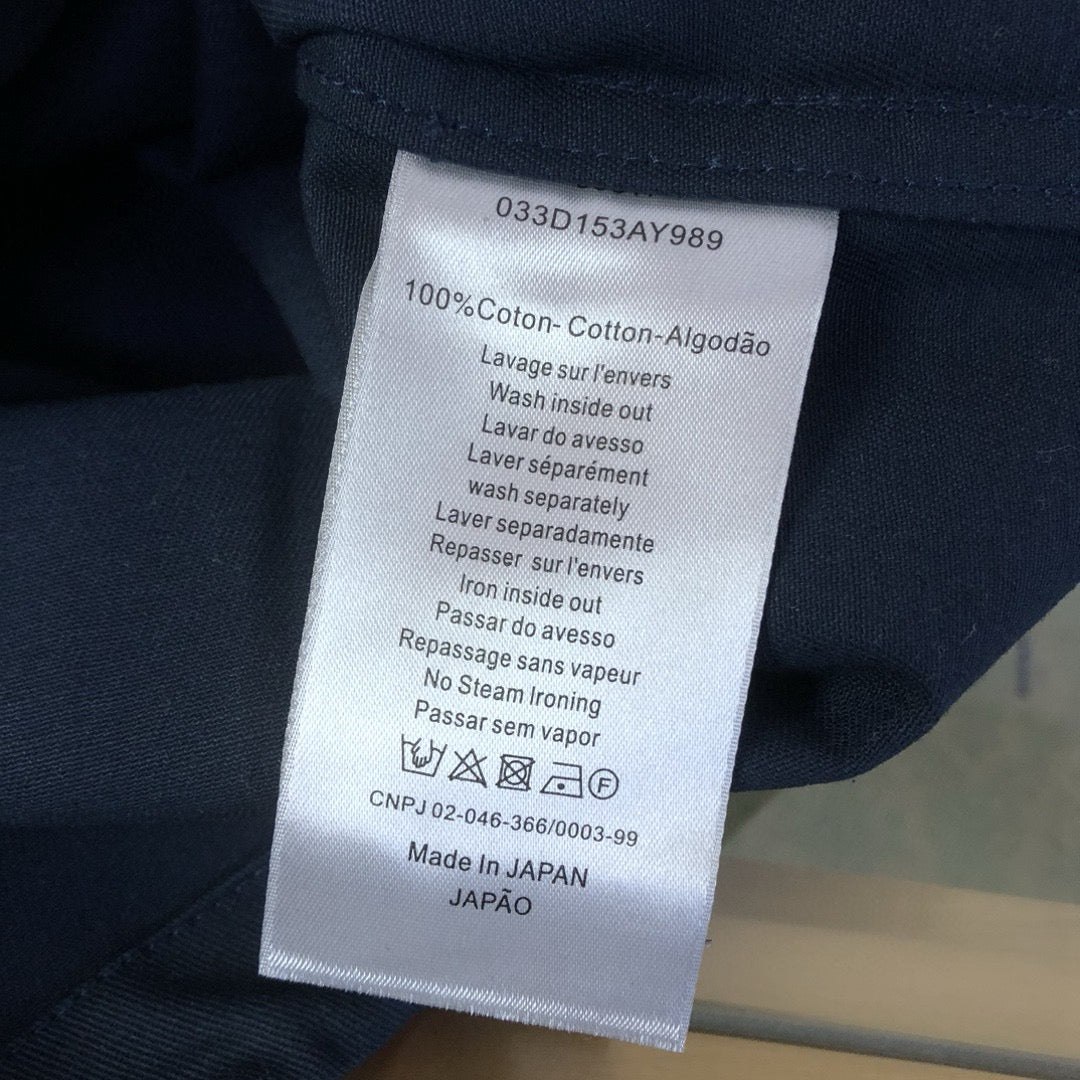 033D153AY989
100%Coton- Cotton-Algodão
Lavage sur l'envers
Wash inside out
Lavar do avesso
Laver séparément
wash separately
Laver separadamente
Repasser sur l'envers
Iron inside out
Passar do avesso
Repassage sans vapeur
No Steam Ironing
Passar sem vapor
F
CNPJ 02-046-366/0003-99
Made In JAPAN
JAPÃO